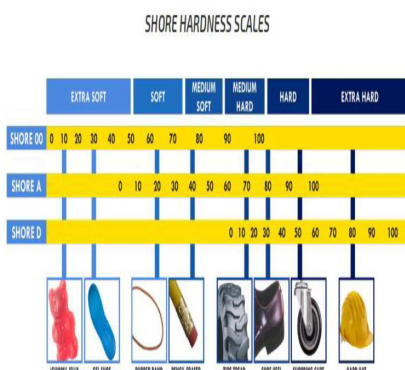 SHORE HARDNESS SCALES
EXTRA SOFT
SOFT
MEDIUM
SOFT
MEDIUM
HARD
HARD
EXTRA HARD
SHORE 00 0 10 20 30 40 50 60 70 80 90 100
SHORE A 0 10 20 30 40 50 60 70 80 90 100
SHORE D 0 10 20 30 40 50 60 70 80 90 100